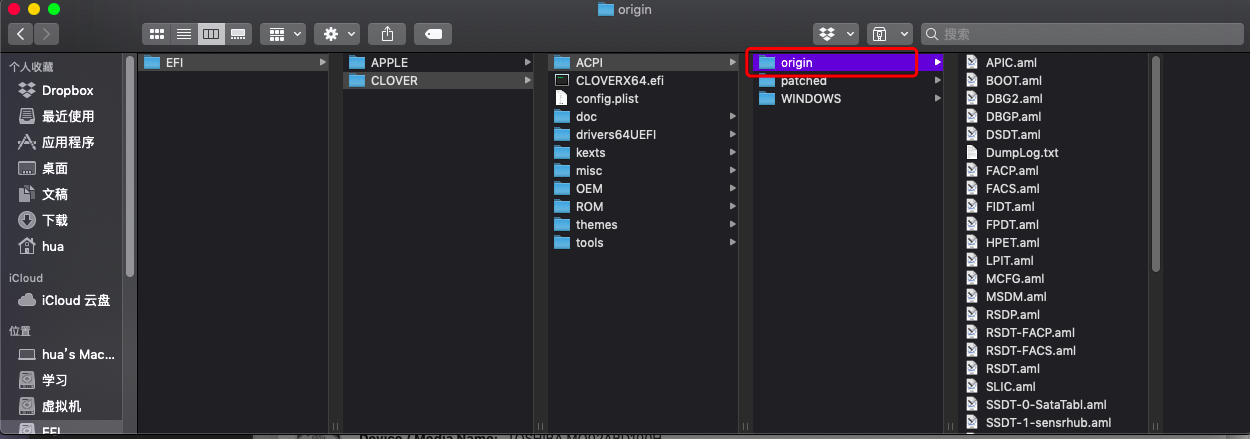 origin
搜索
个人收藏
Dropbox
最近使用
应用程序
桌面
文稿
下载
hua
iCloud
iCloud 云盘
位置
hua's Mac...
学习
虚拟机
EFI
EFI
APPLE
CLOVER
ACPI
CLOVERX64.efi
config.plist
doc
drivers64UEFI
kexts
misc
OEM
ROM
themes
tools
origin
patched
WINDOWS
APIC.aml
BOOT.aml
DBG2.aml
DBGP.aml
DSDT.aml
DumpLog.txt
FACP.aml
FACS.aml
FIDT.aml
FPDT.aml
HPET.aml
LPIT.aml
MCFG.aml
MSDM.aml
RSDP.aml
RSDT-FACP.aml
RSDT-FACS.aml
RSDT.aml
SLIC.aml
SSDT-0-SataTabl.aml
SSDT-1-sensrhub.aml
Device / Media Name: